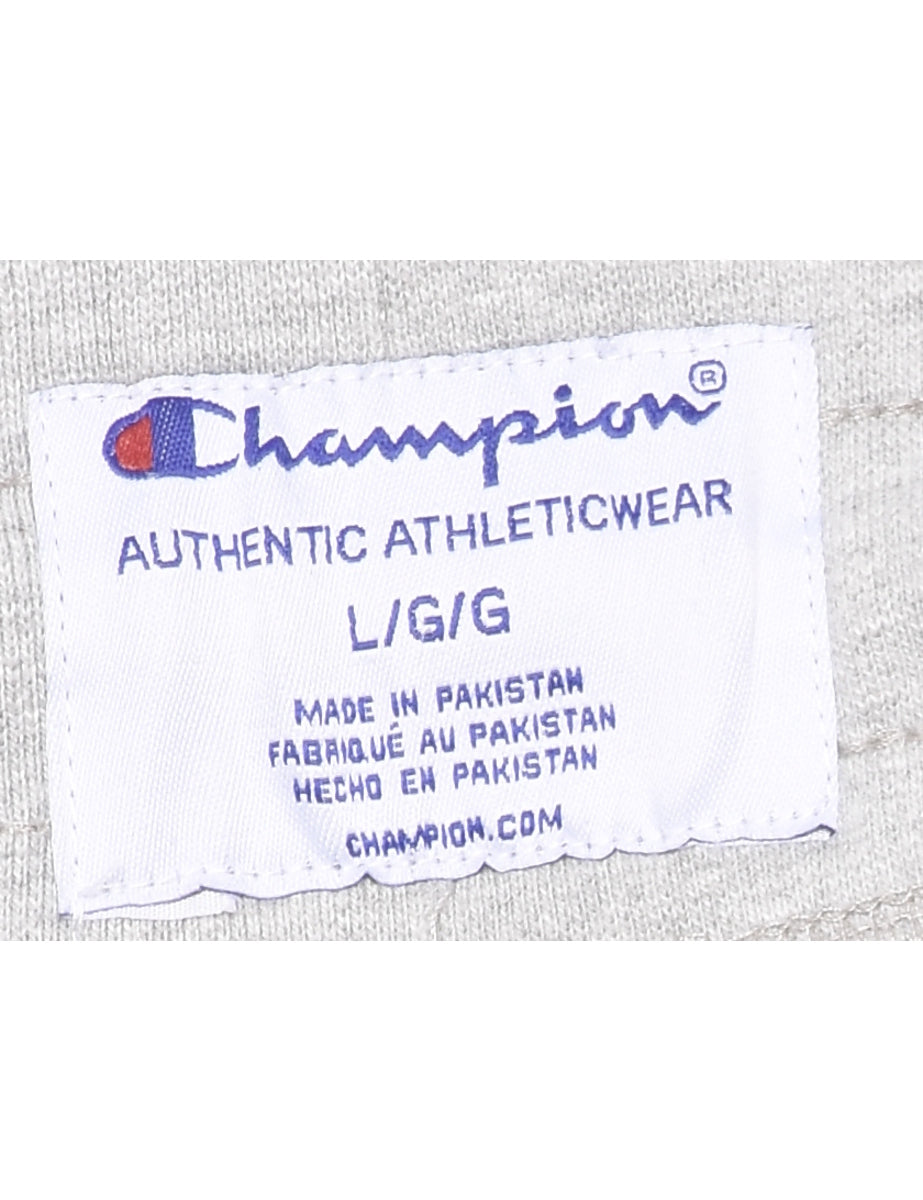 Champion®
AUTHENTIC ATHLETICWEAR
L/G/G
MADE IN PAKISTAN
FABRIQUÉ AU PAKISTAN
HECHO EN PAKISTAN
CHAMPION.COM